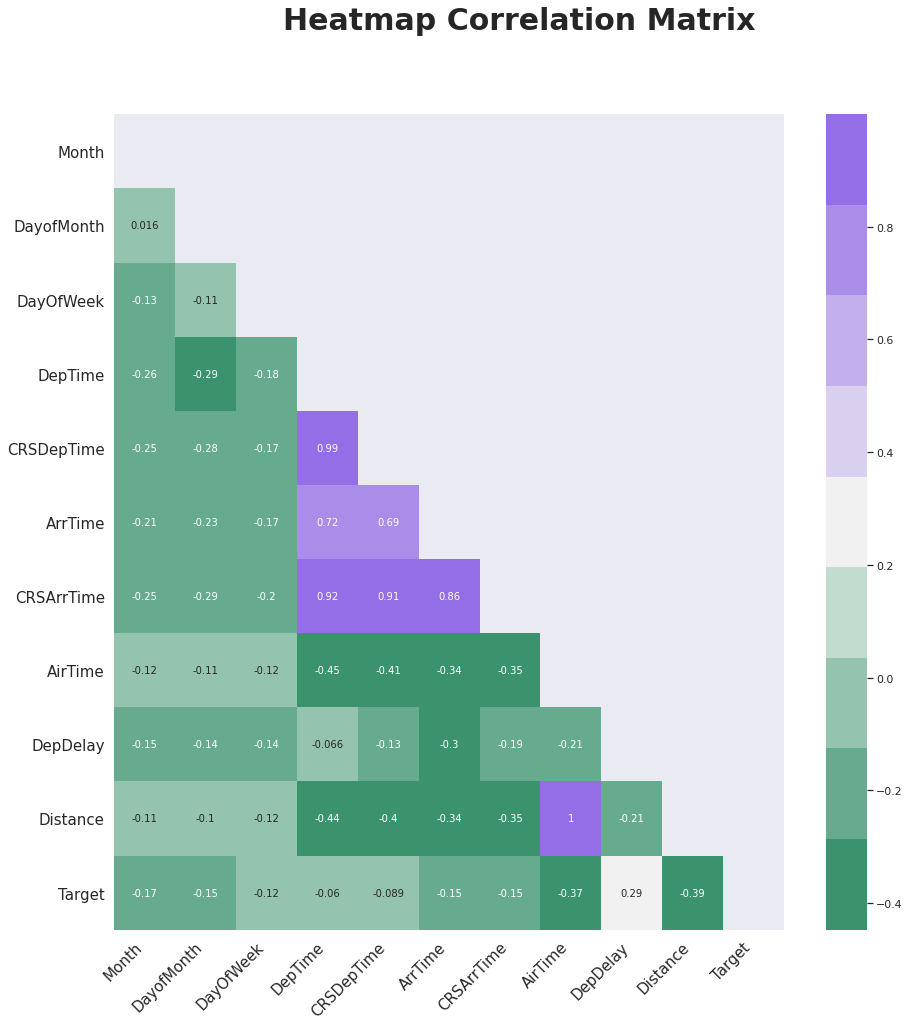 Heatmap Correlation Matrix
Month
DayofMonth 0.016
DayOfWeek -0.13 -0.11
DepTime -0.26 -0.29 -0.18
CRSDepTime -0.25 -0.28 -0.17 0.99
ArrTime -0.21 -0.23 -0.17 0.72 0.69
CRSArrTime -0.25 -0.29 -0.2 0.92 0.91 0.86
AirTime -0.12 -0.11 -0.12 -0.45 -0.41 -0.34 -0.35
DepDelay -0.15 -0.14 -0.14 -0.066 -0.13 -0.3 -0.19 -0.21
Distance -0.11 -0.1 -0.12 -0.44 -0.4 -0.34 -0.35 1 -0.21
Target -0.17 -0.15 -0.12 -0.06 -0.089 -0.15 -0.15 -0.37 0.29 -0.39
Month DayofMonth DayOfWeek DepTime CRSDepTime ArrTime CRSArrTime AirTime DepDelay Distance Target
0.8
0.6
0.4
0.2
0.0
−0.2
−0.4